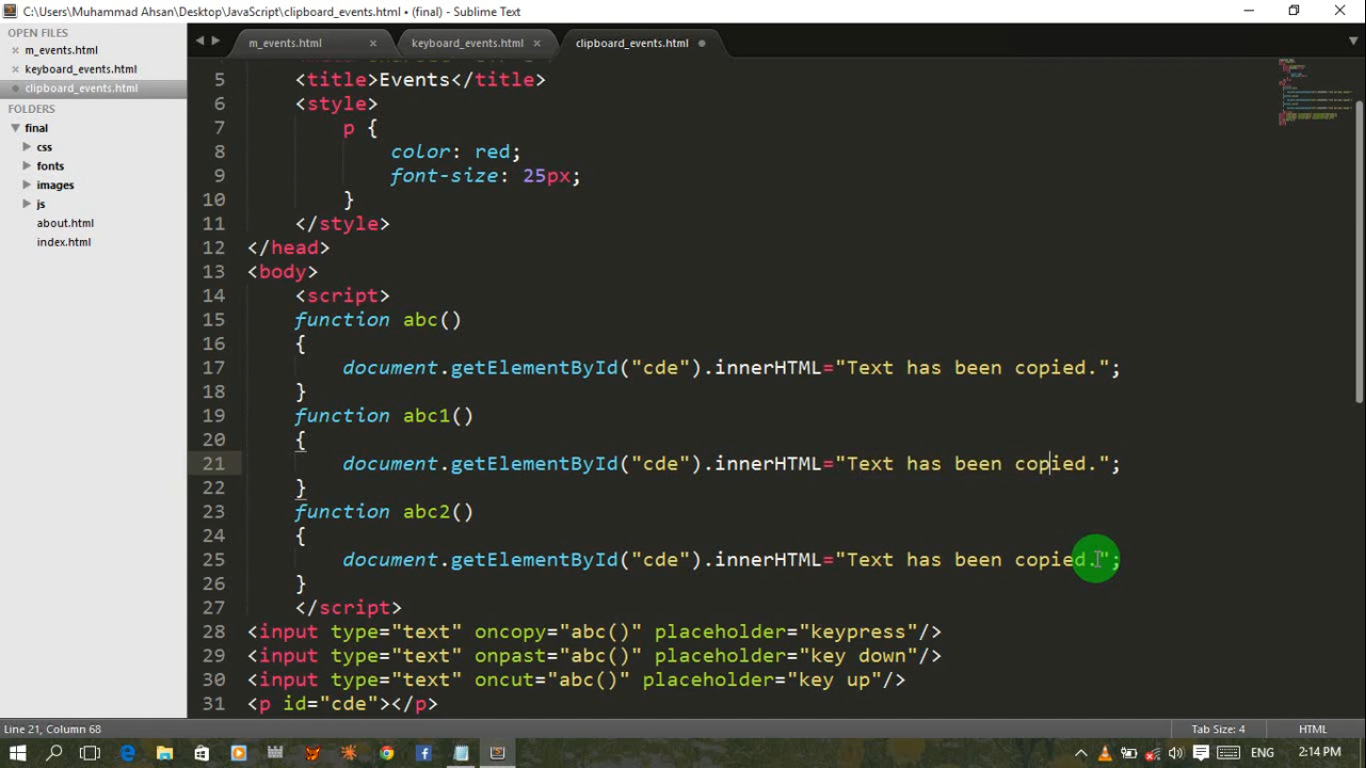 C:\Users\Muhammad Ahsan\Desktop\JavaScript\clipboard_events.html • (final) - Sublime Text
OPEN FILES
m_events.html
keyboard_events.html
clipboard_events.html
FOLDERS
final
css
fonts
images
js
about.html
index.html
m_events.html
keyboard_events.html
clipboard_events.html
5 <title>Events</title>
6 <style>
7 p {
8 color: red;
9 font-size: 25px;
10 }
11 </style>
12 </head>
13 <body>
14 <script>
15 function abc()
16 {
17 document.getElementById("cde").innerHTML="Text has been copied.";
18 }
19 function abc1()
20 {
21 document.getElementById("cde").innerHTML="Text has been copied.";
22 }
23 function abc2()
24 {
25 document.getElementById("cde").innerHTML="Text has been copied.";
26 }
27 </script>
28 <input type="text" oncopy="abc()" placeholder="keypress"/>
29 <input type="text" onpast="abc()" placeholder="key down"/>
30 <input type="text" oncut="abc()" placeholder="key up"/>
31 <p id="cde"></p>
Line 21, Column 68
Tab Size: 4
HTML
ENG
2:14 PM